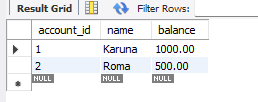 Result Grid Filter Rows:
account_id name balance
1 Karuna 1000.00
2 Roma 500.00
NULL NULL NULL